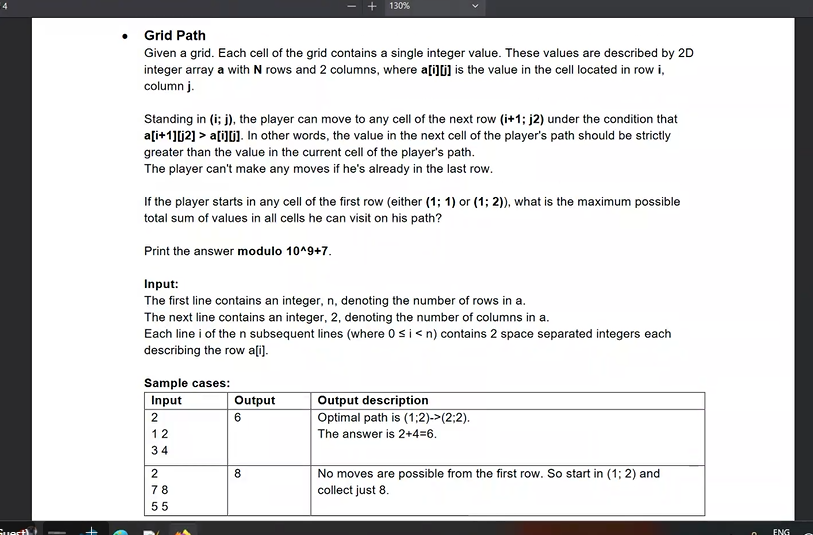 4
130%
Grid Path
Given a grid. Each cell of the grid contains a single integer value. These values are described by 2D
integer array a with N rows and 2 columns, where a[i][j] is the value in the cell located in row i,
column j.
Standing in (i; j), the player can move to any cell of the next row (i+1; j2) under the condition that
a[i+1][j2] > a[i][j]. In other words, the value in the next cell of the player's path should be strictly
greater than the value in the current cell of the player's path.
The player can't make any moves if he's already in the last row.
If the player starts in any cell of the first row (either (1; 1) or (1; 2)), what is the maximum possible
total sum of values in all cells he can visit on his path?
Print the answer modulo 10^9+7.
Input:
The first line contains an integer, n, denoting the number of rows in a.
The next line contains an integer, 2, denoting the number of columns in a.
Each line i of the n subsequent lines (where 0 ≤ i < n) contains 2 space separated integers each
describing the row a[i].
Sample cases:
Input Output Output description
2 6 Optimal path is (1;2)->(2;2).
1 2 The answer is 2+4=6.
3 4
2 8 No moves are possible from the first row. So start in (1; 2) and
7 8 collect just 8.
5 5
ENG